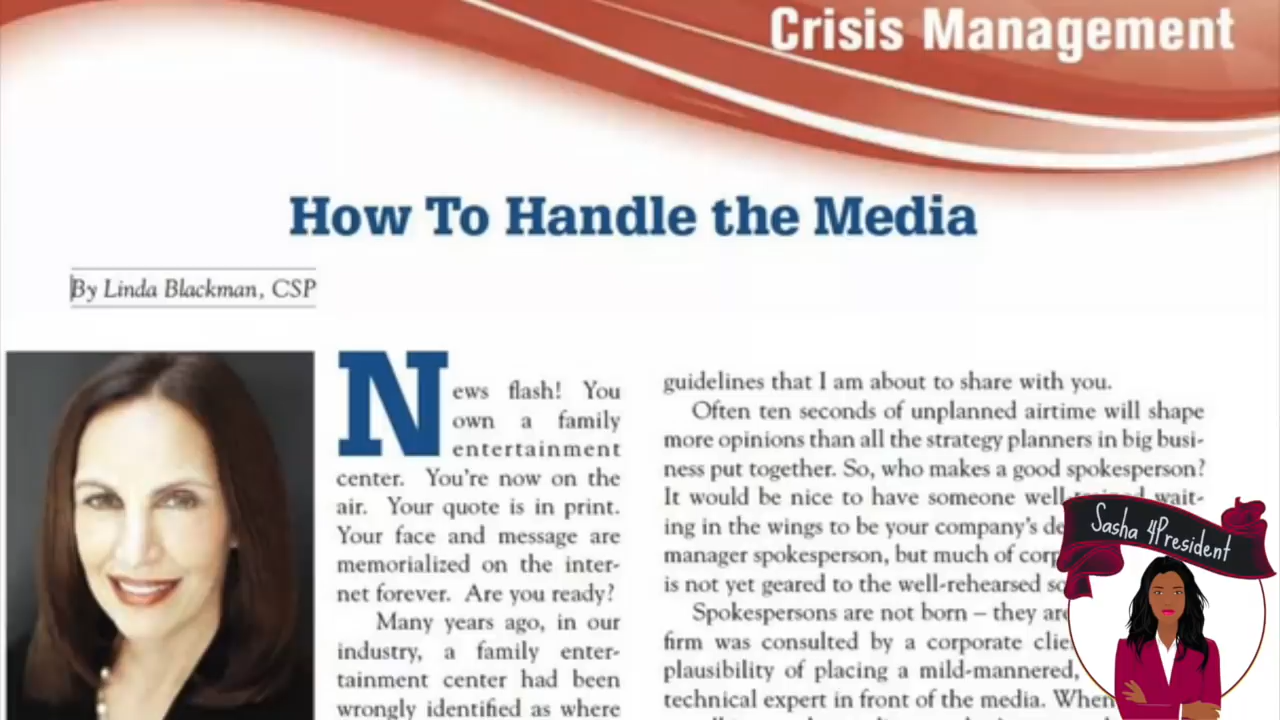 Crisis Management
How To Handle the Media
By Linda Blackman, CSP
News flash! You
own a family
entertainment
center. You're now on the
air. Your quote is in print.
Your face and message are
memorialized on the inter-
net forever. Are you ready?
Many years ago, in our
industry, a family enter-
tainment center had been
wrongly identified as where
guidelines that I am about to share with you.
Often ten seconds of unplanned airtime will shape
more opinions than all the strategy planners in big busi-
ness put together. So, who makes a good spokesperson?
It would be nice to have someone wait-
ing in the wings to be your company's
manager spokesperson, but much of
is not yet geared to the well-rehearsed
Spokespersons are not born – they are
firm was consulted by a corporate
plausibility of placing a mild-mannered,
technical expert in front of the media. When
Sasha 4President